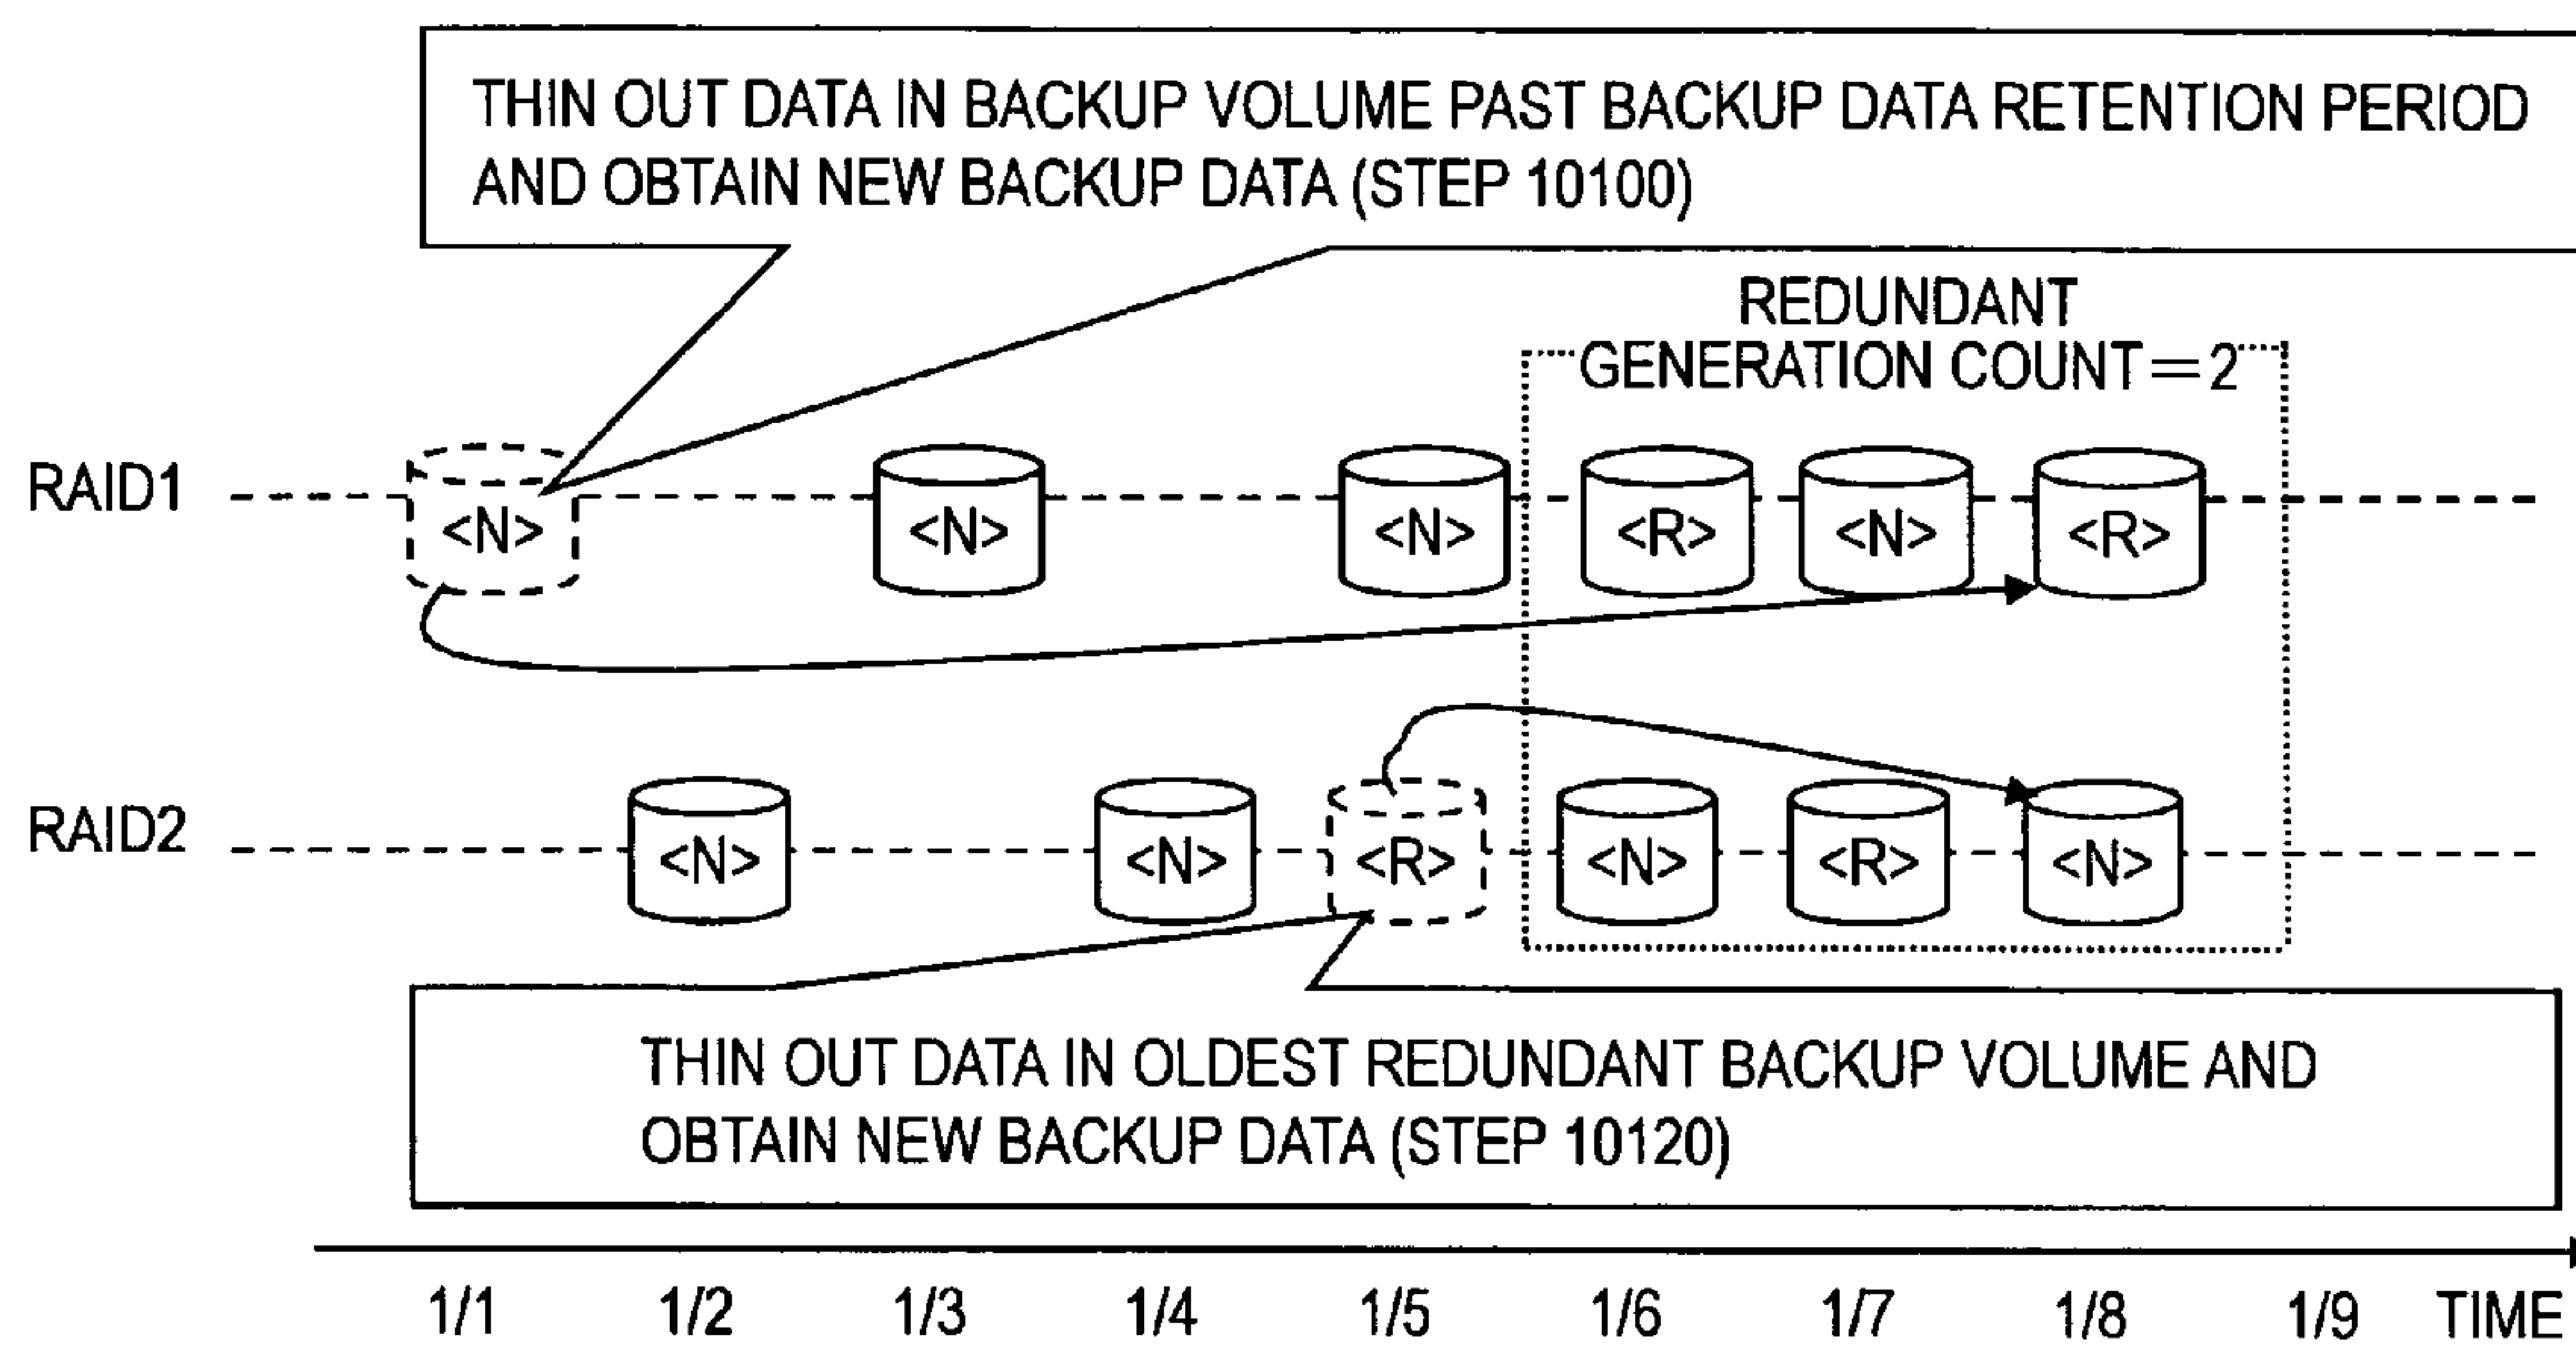 THIN OUT DATA IN BACKUP VOLUME PAST BACKUP DATA RETENTION PERIOD
AND OBTAIN NEW BACKUP DATA (STEP 10100)
REDUNDANT
GENERATION COUNT=2
RAID1
<N>
<N>
<N>
<R>
<N>
<R>
RAID2
<N>
<N>
<R>
<N>
<R>
<N>
THIN OUT DATA IN OLDEST REDUNDANT BACKUP VOLUME AND
OBTAIN NEW BACKUP DATA (STEP 10120)
1/1 1/2 1/3 1/4 1/5 1/6 1/7 1/8 1/9 TIME